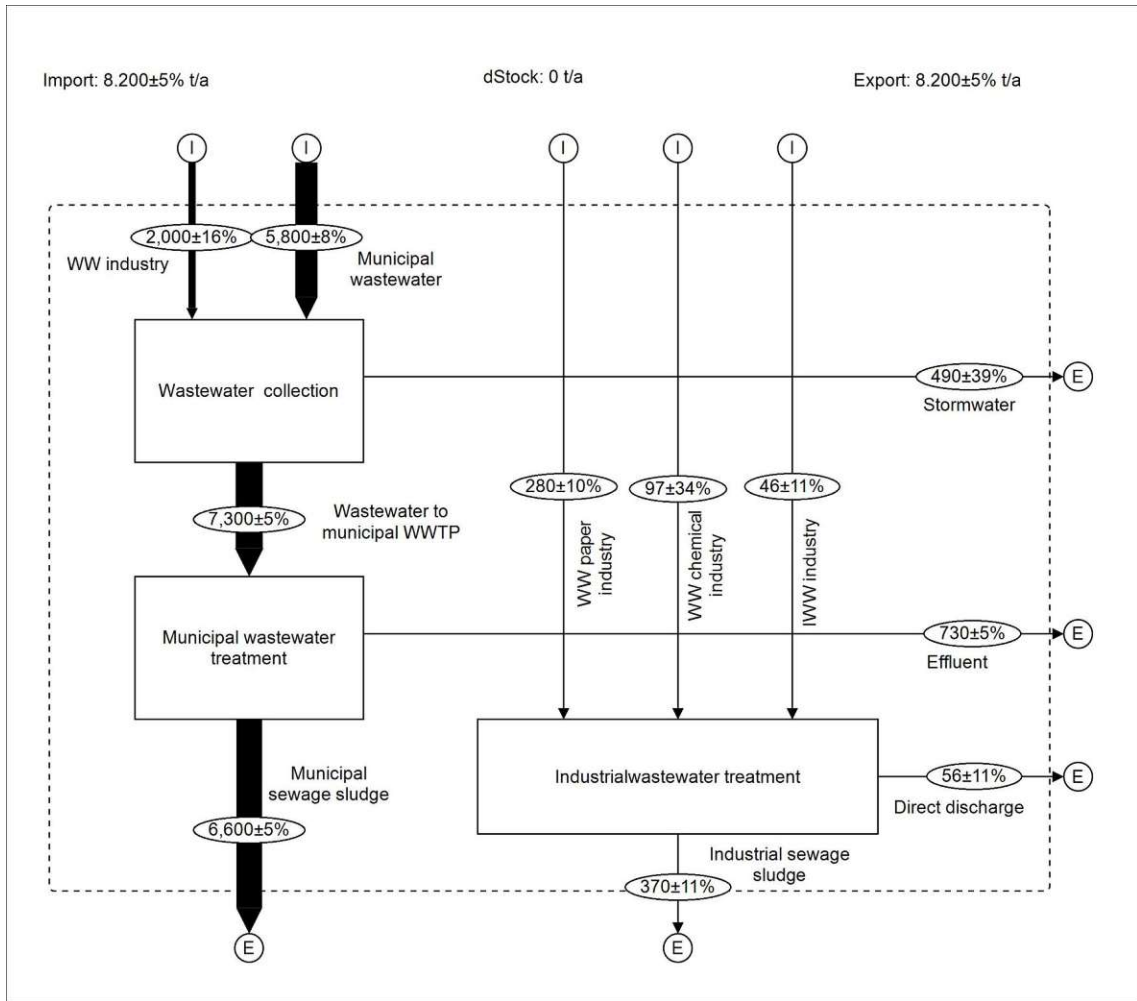 Import: 8.200±5% t/a
dStock: 0 t/a
Export: 8.200±5% t/a
I
I
I
I
I
2,000±16%
5,800±8%
WW industry
Municipal
wastewater
Wastewater collection
490±39%
E
Stormwater
280±10%
97±34%
46±11%
7,300±5%
Wastewater to
municipal WWTP
WW paper
industry
WW chemical
industry
IWW industry
Municipal wastewater
treatment
730±5%
E
Effluent
Municipal
sewage sludge
6,600±5%
Industrialwastewater treatment
56±11%
E
Direct discharge
Industrial sewage
sludge
370±11%
E
E